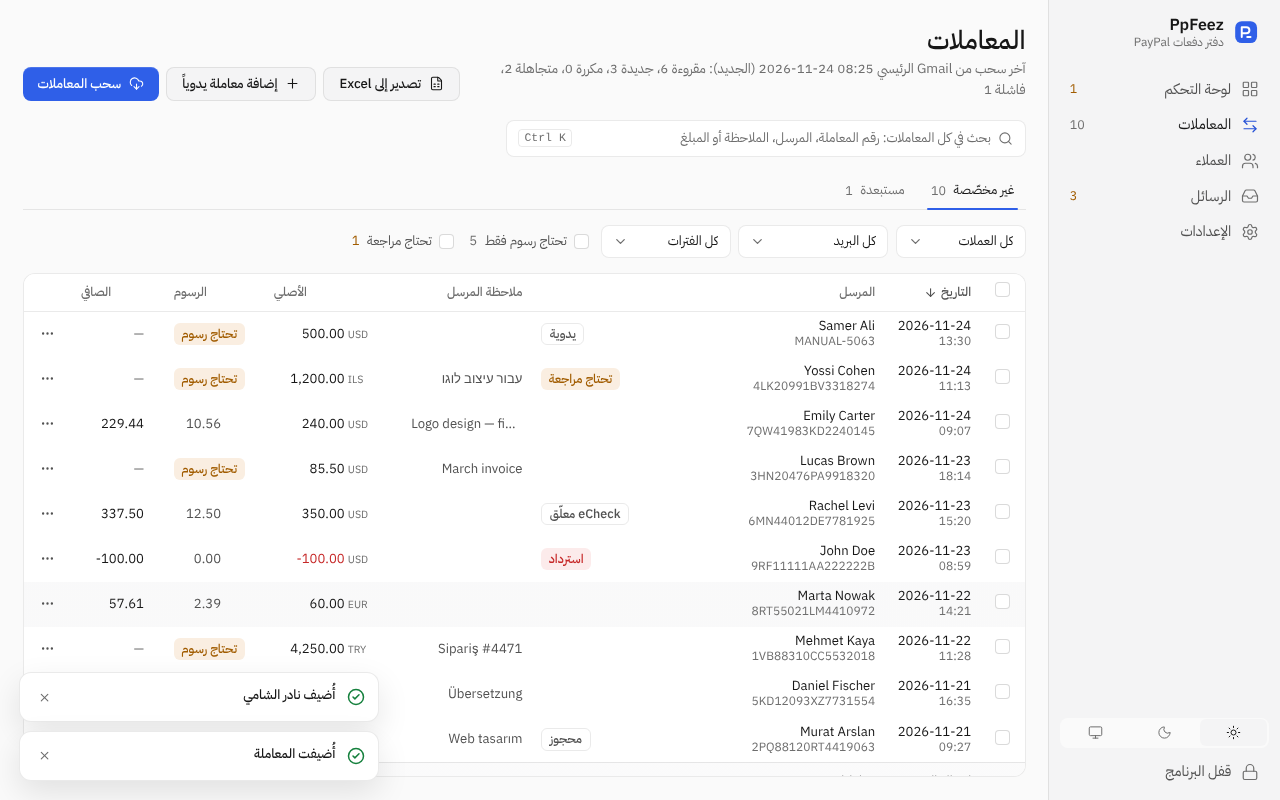 PpFeez
دفتر دفعات PayPal
لوحة التحكم 1
المعاملات 10
العملاء
الرسائل 3
الإعدادات
قفل البرنامج
المعاملات
آخر سحب من Gmail الرئيسي 08:25 24-11-2026 (الجديد): مقروءة 6، جديدة 3، مكررة 0، متجاهلة 2،
فاشلة 1
تصدير إلى Excel
إضافة معاملة يدوياً
سحب المعاملات
بحث في كل المعاملات: رقم المعاملة، المرسل، الملاحظة أو المبلغ Ctrl K
غير مخصّصة 10 مستبعدة 1
كل العملات كل البريد كل الفترات تحتاج رسوم فقط 5 تحتاج مراجعة 1
التاريخ المرسل ملاحظة المرسل الأصلي الرسوم الصافي
2026-11-24 Samer Ali يدوية 500.00 USD تحتاج رسوم —
13:30 MANUAL-5063
2026-11-24 Yossi Cohen تحتاج مراجعة עבור עיצוב לוגו 1,200.00 ILS تحتاج رسوم —
11:13 4LK20991BV3318274
2026-11-24 Emily Carter Logo design — fi... 240.00 USD 10.56 229.44
09:07 7QW41983KD2240145
2026-11-23 Lucas Brown March invoice 85.50 USD تحتاج رسوم —
18:14 3HN20476PA9918320
2026-11-23 Rachel Levi eCheck معلّق 350.00 USD 12.50 337.50
15:20 6MN44012DE7781925
2026-11-23 John Doe استرداد -100.00 USD 0.00 -100.00
08:59 9RF11111AA222222B
2026-11-22 Marta Nowak 60.00 EUR 2.39 57.61
14:21 8RT55021LM4410972
2026-11-22 Mehmet Kaya Sipariş #4471 4,250.00 TRY تحتاج رسوم —
11:28 1VB88310CC5532018
2026-11-21 Daniel Fischer Übersetzung
16:35 5KD12093XZ7731554
2026-11-21 Murat Arslan محجوز Web tasarım
09:27 2PQ88120RT4419063
أُضيف نادر الشامي
أُضيفت المعاملة